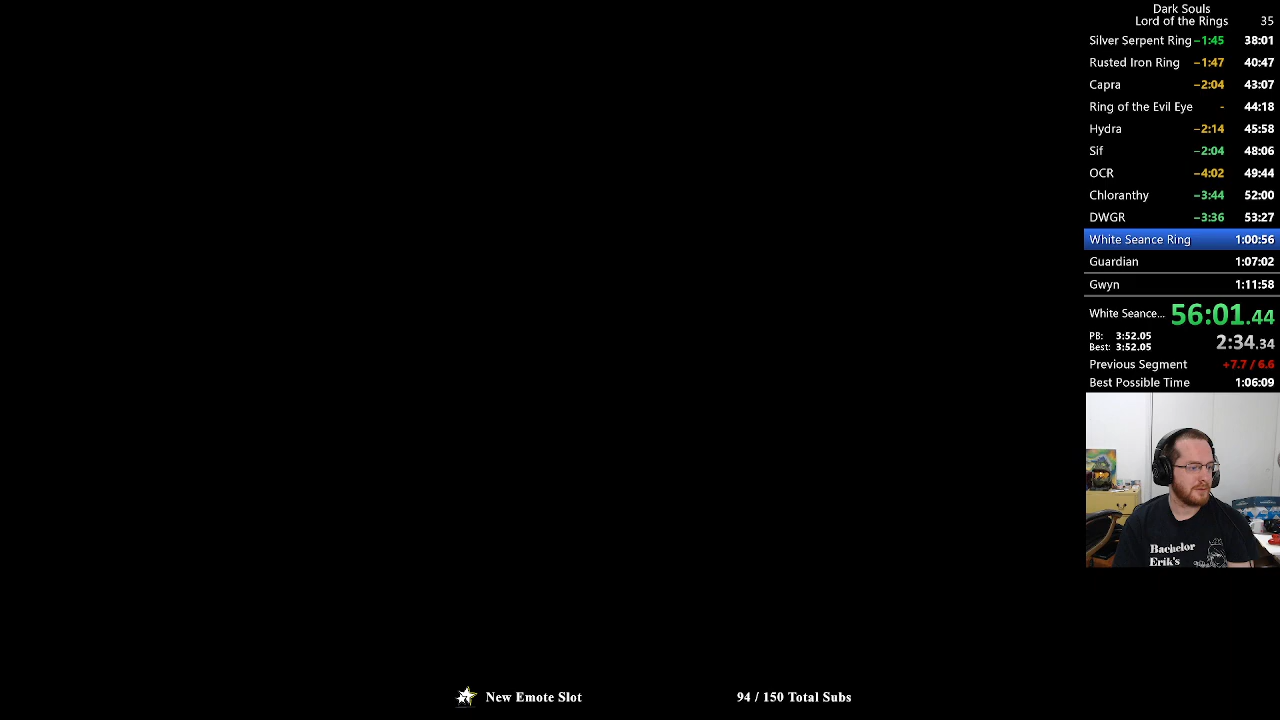 Dark Souls
Lord of the Rings 35
Silver Serpent Ring −1:45 38:01
Rusted Iron Ring −1:47 40:47
Capra −2:04 43:07
Ring of the Evil Eye - 44:18
Hydra −2:14 45:58
Sif −2:04 48:06
OCR −4:02 49:44
Chloranthy −3:44 52:00
DWGR −3:36 53:27
White Seance Ring 1:00:56
Guardian 1:07:02
Gwyn 1:11:58
White Seance... 56:01.44
PB: 3:52.05
Best: 3:52.05 2:34.34
Previous Segment +7.7 / 6.6
Best Possible Time 1:06:09
Bachelor
Erik's
New Emote Slot 94 / 150 Total Subs